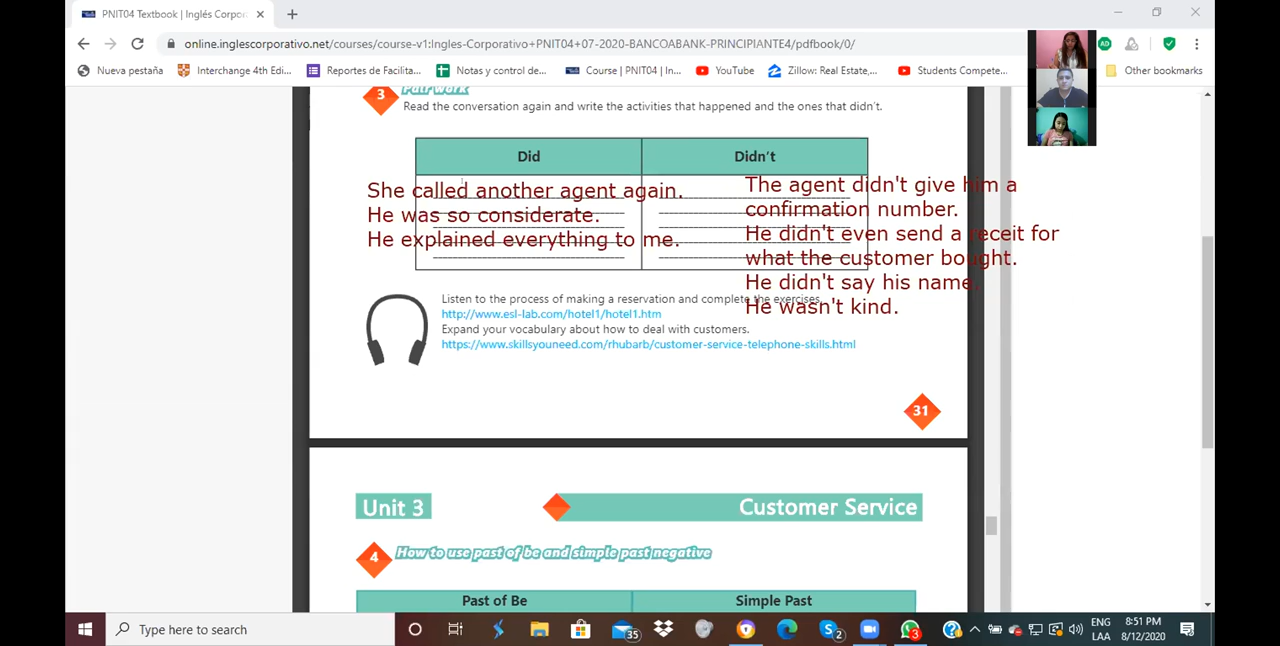 PNIT04 Textbook | Inglés Corpor
online.inglescorporativo.net/courses/course-v1:Ingles-Corporativo+PNIT04+07-2020-BANCOABANK-PRINCIPIANTE4/pdfbook/0/
Nueva pestaña
Interchange 4th Edi...
Reportes de Facilita...
Notas y control de...
Course | PNIT04 | In...
YouTube
Zillow: Real Estate,...
Students Compete...
Other bookmarks
3 Pair work
Read the conversation again and write the activities that happened and the ones that didn't.
Did
Didn't
She called another agent again.
He was so considerate.
He explained everything to me.
The agent didn't give him a
confirmation number.
He didn't even send a receit for
what the customer bought.
He didn't say his name.
He wasn't kind.
Listen to the process of making a reservation and complete the exercises.
http://www.esl-lab.com/hotel1/hotel1.htm
Expand your vocabulary about how to deal with customers.
https://www.skillsyouneed.com/rhubarb/customer-service-telephone-skills.html
31
Unit 3
Customer Service
4 How to use past of be and simple past negative
Past of Be
Simple Past
Type here to search
35
2
3
ENG
LAA
8:51 PM
8/12/2020